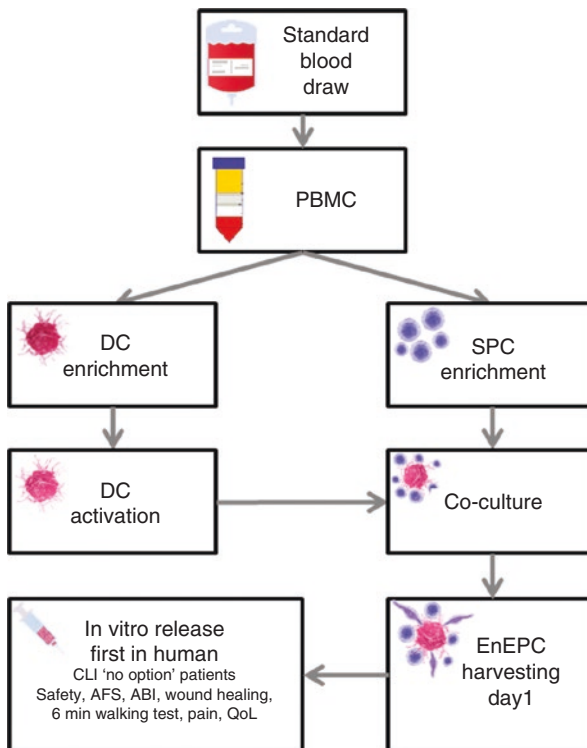 Standard
blood
draw
PBMC
DC
enrichment
SPC
enrichment
DC
activation
Co-culture
EnEPC
harvesting
day1
In vitro release
first in human
CLI ‘no option’ patients
Safety, AFS, ABI, wound healing,
6 min walking test, pain, QoL